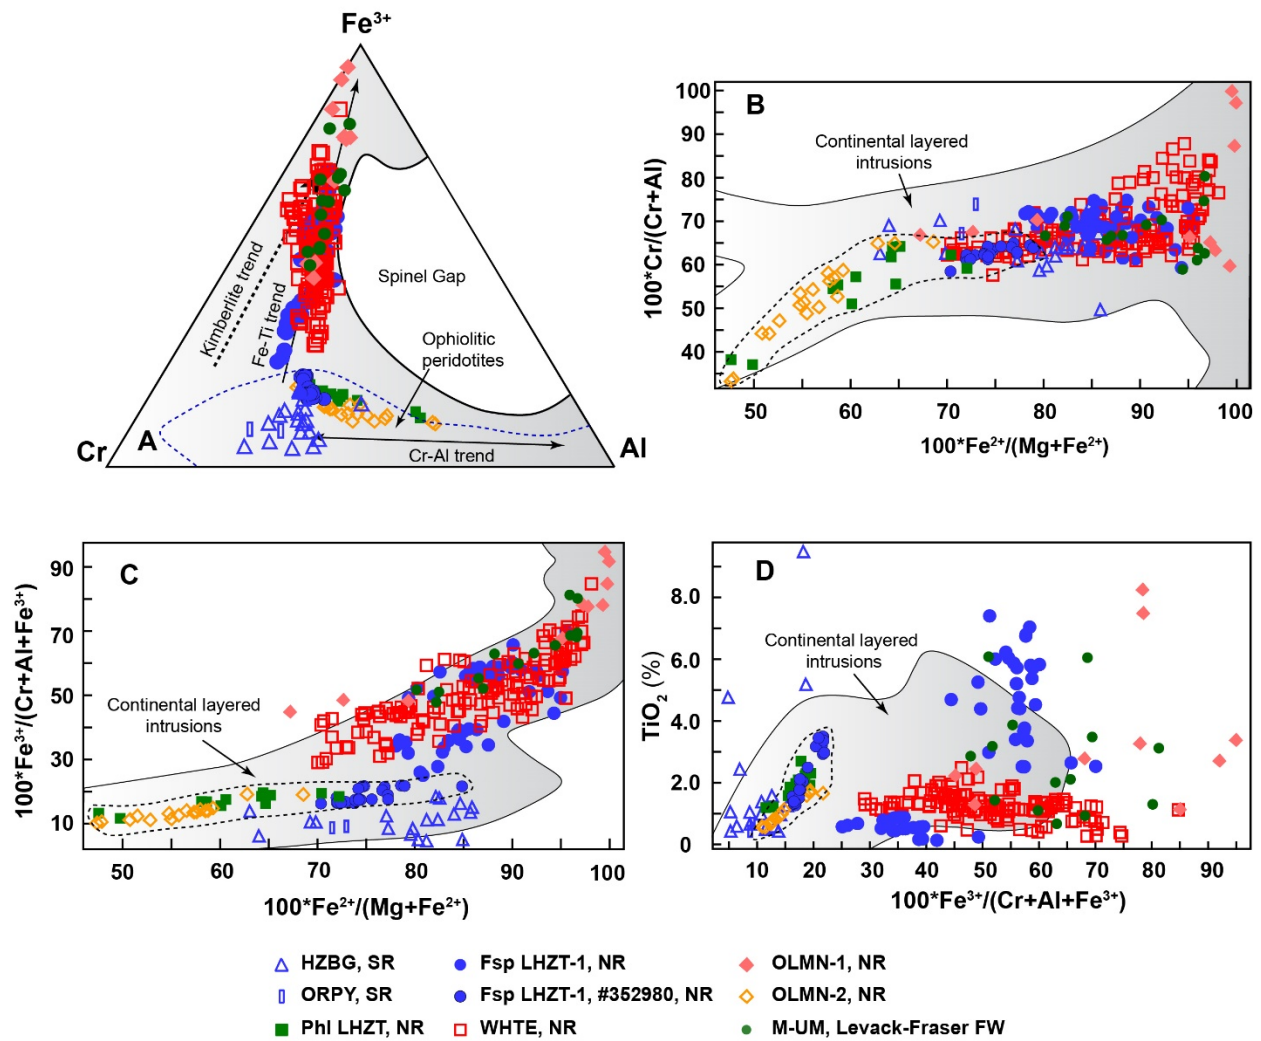 Fe³⁺
Kimberlite trend
Fe-Ti trend
Spinel Gap
Ophiolitic
peridotites
Cr
A
Al
Cr-Al trend
B
Continental layered
intrusions
100*Cr/(Cr+Al)
100
90
80
70
60
50
40
50 60 70 80 90 100
100*Fe²⁺/(Mg+Fe²⁺)
C
Continental layered
intrusions
100*Fe³⁺/(Cr+Al+Fe³⁺)
90
70
50
30
10
50 60 70 80 90 100
100*Fe²⁺/(Mg+Fe²⁺)
D
Continental layered
intrusions
TiO₂ (%)
8.0
6.0
4.0
2.0
0
10 20 30 40 50 60 70 80 90
100*Fe³⁺/(Cr+Al+Fe³⁺)
HZBG, SR
Fsp LHZT-1, NR
OLMN-1, NR
ORPY, SR
Fsp LHZT-1, #352980, NR
OLMN-2, NR
Phl LHZT, NR
WHTE, NR
M-UM, Levack-Fraser FW